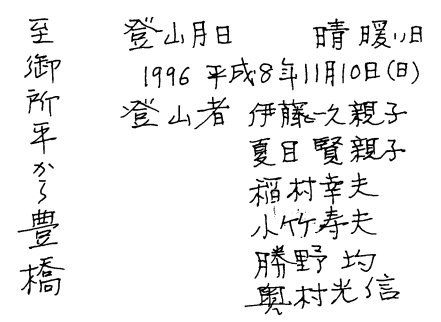 至御所平から豊橋
登山月日 晴 暖い日
1996 平成8年11月10日(日)
登山者 伊藤一久親子
夏目 賢親子
稲村幸夫
小竹寿夫
勝野 均
奥村光信